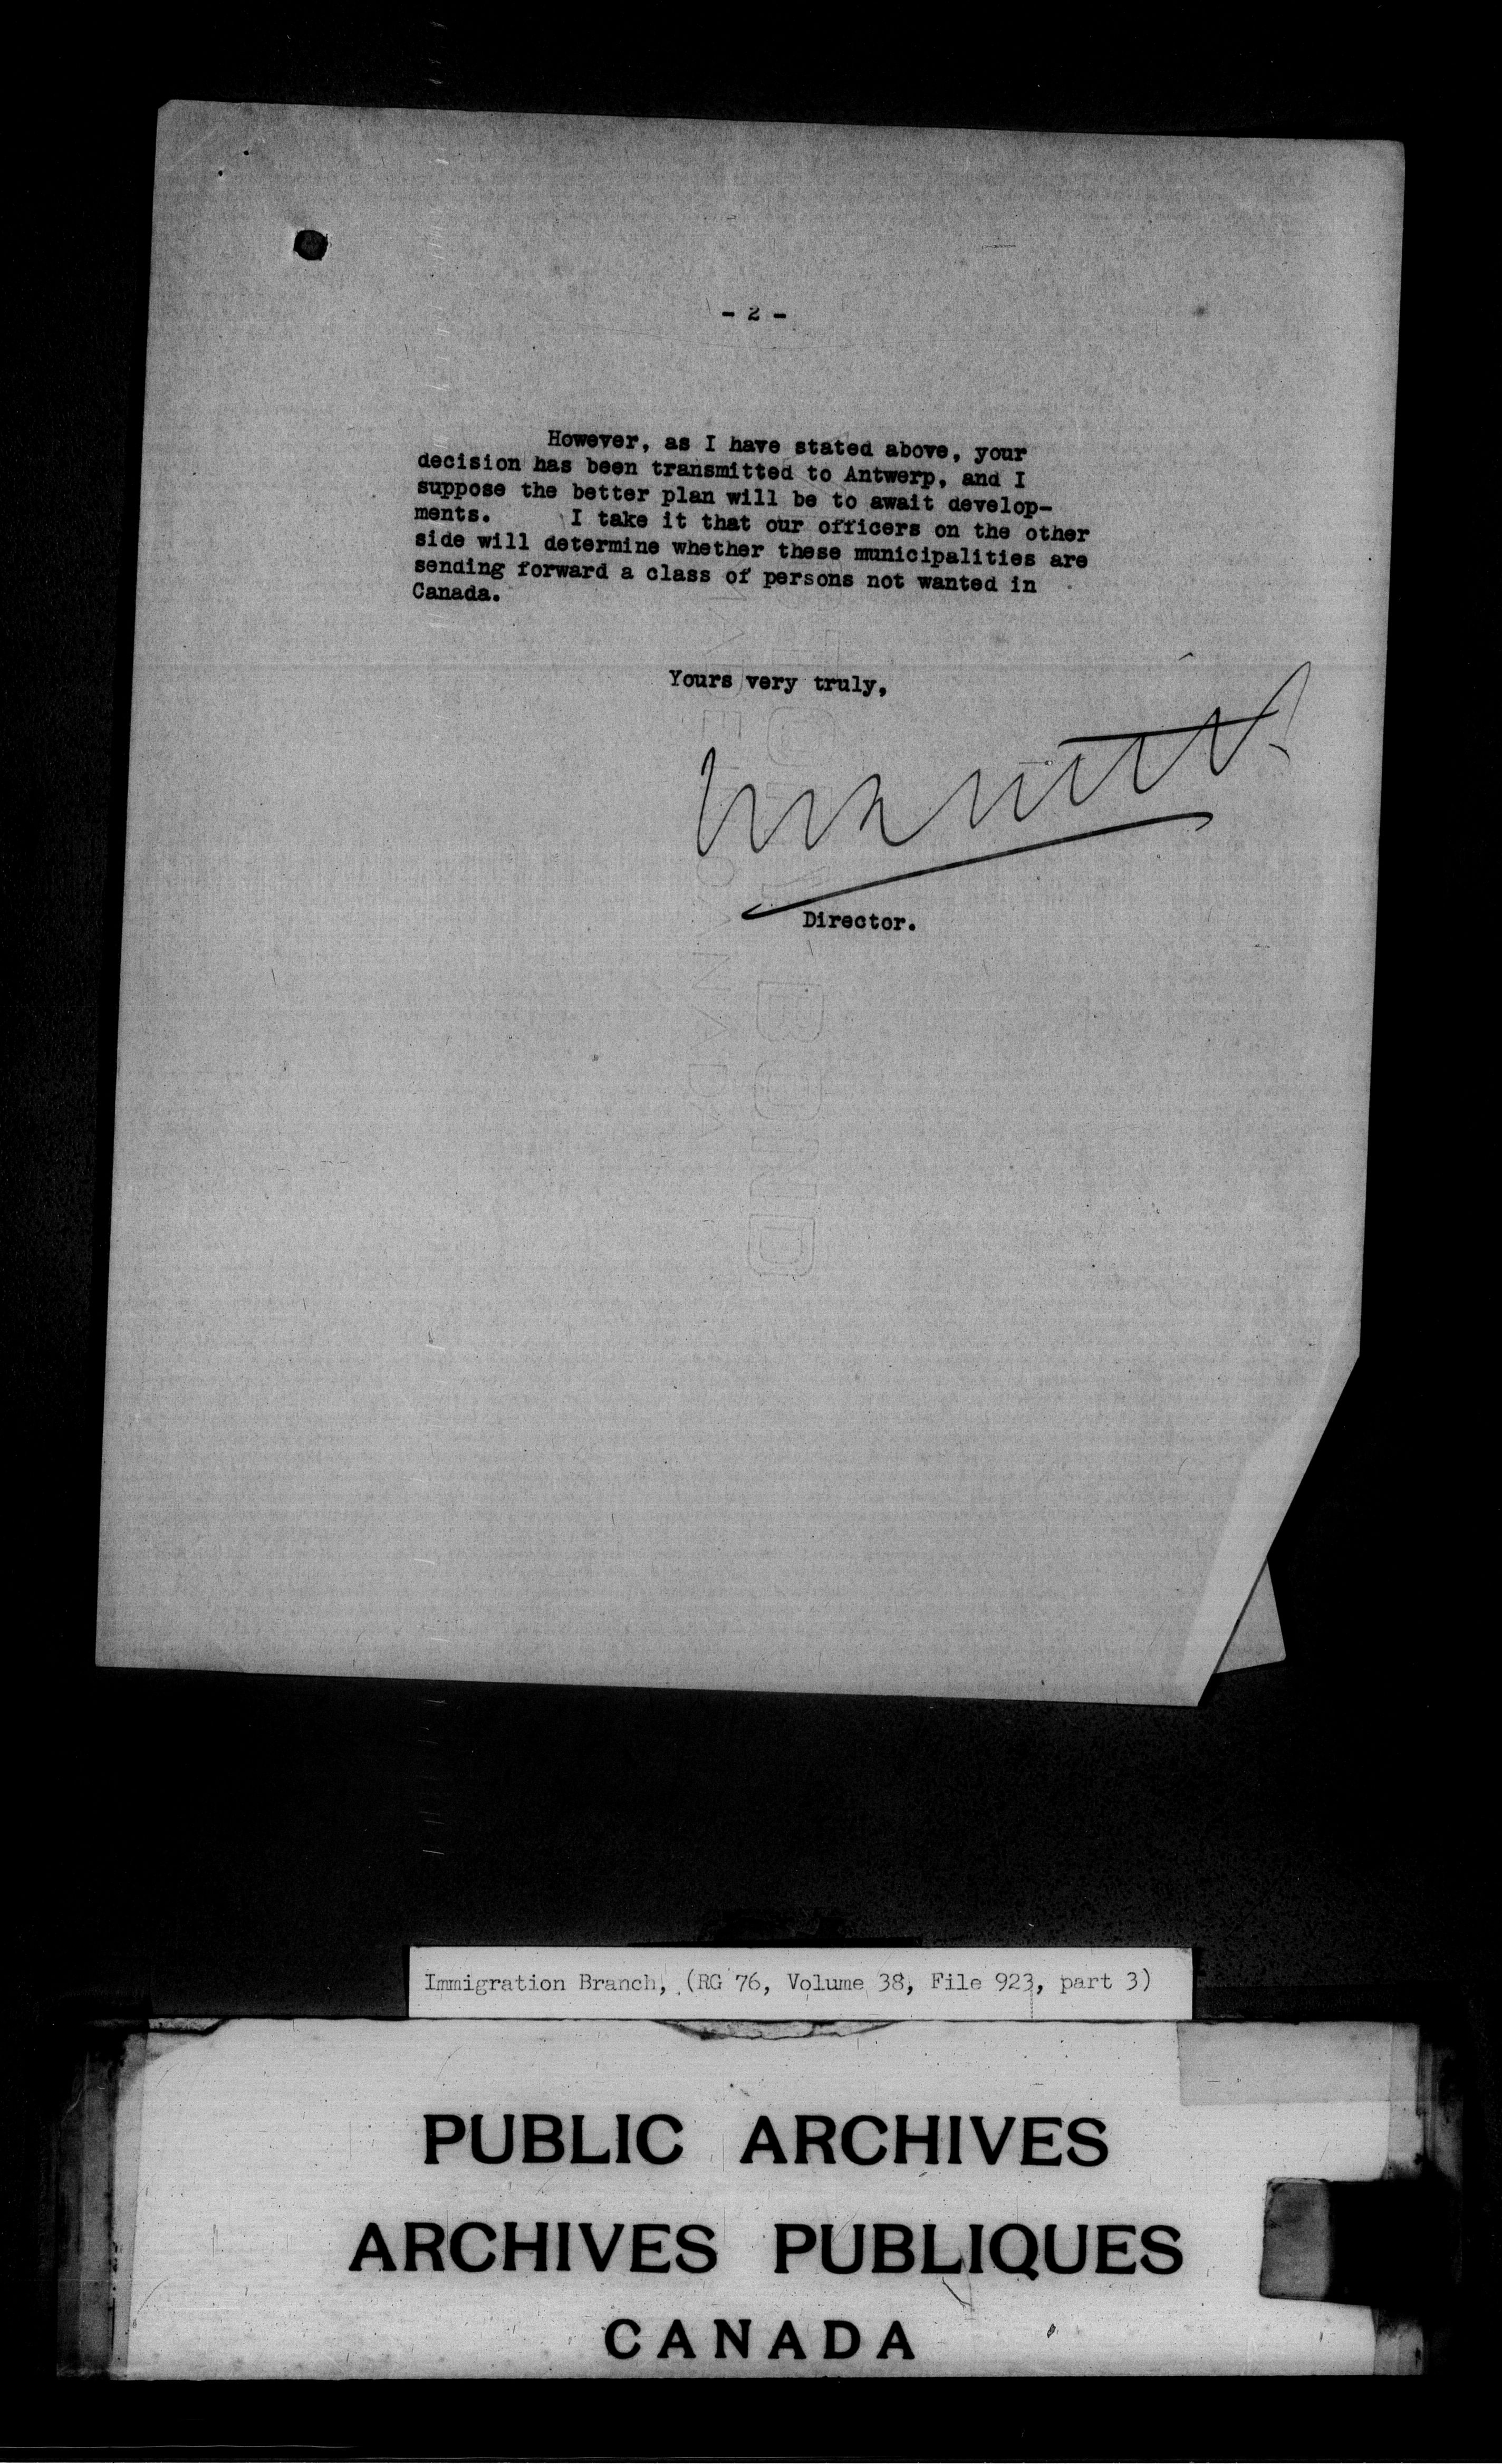 - 2 -
However, as I have stated above, your
decision has been transmitted to Antwerp, and I
suppose the better plan will be to await develop-
ments. I take it that our officers on the other
side will determine whether these municipalities are
sending forward a class of persons not wanted in
Canada.
Yours very truly,
Director.
BOND
CANADA
Immigration Branch, (RG 76, Volume 38, File 923, part 3)
PUBLIC ARCHIVES
ARCHIVES PUBLIQUES
CANADA